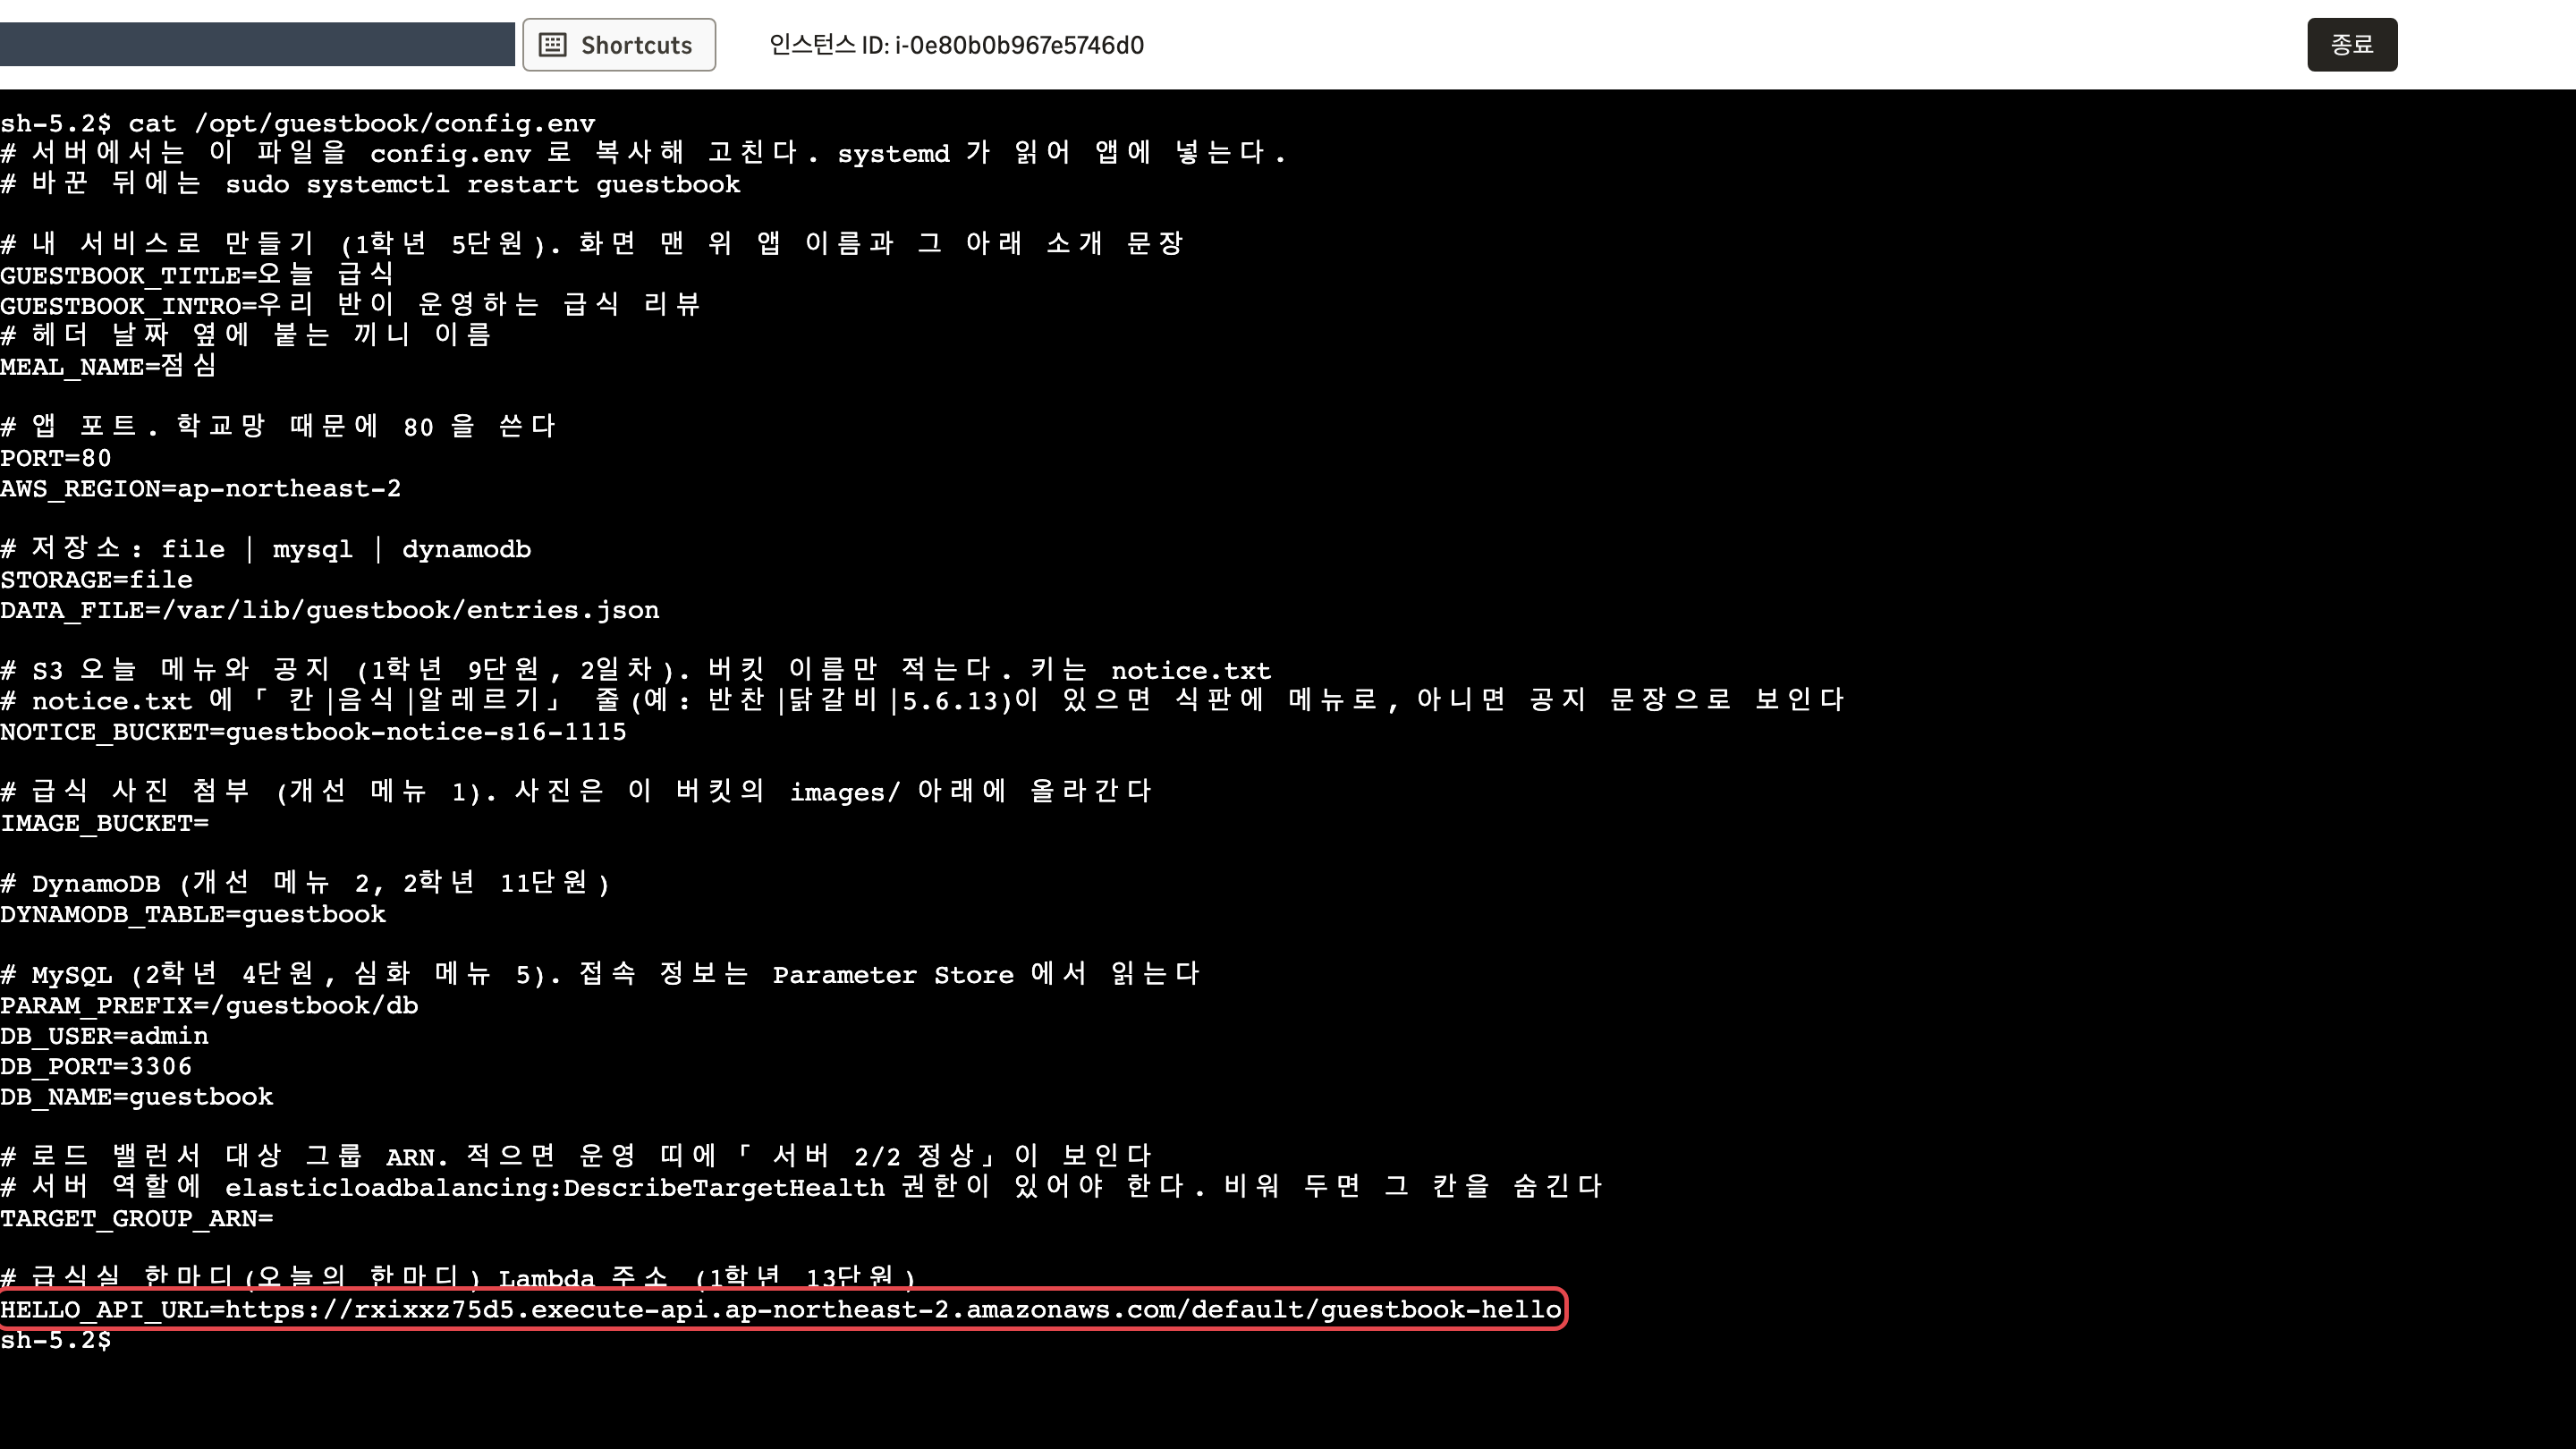 Shortcuts
인스턴스 ID: i-0e80b0b967e5746d0
종료
sh-5.2$ cat /opt/guestbook/config.env
# 서버에서는 이 파일을 config.env 로 복사해 고친다. systemd 가 읽어 앱에 넣는다.
# 바꾼 뒤에는 sudo systemctl restart guestbook
# 내 서비스로 만들기 (1학년 5단원). 화면 맨 위 앱 이름과 그 아래 소개 문장
GUESTBOOK_TITLE=오늘 급식
GUESTBOOK_INTRO=우리 반이 운영하는 급식 리뷰
# 헤더 날짜 옆에 붙는 끼니 이름
MEAL_NAME=점심
# 앱 포트. 학교망 때문에 80 을 쓴다
PORT=80
AWS_REGION=ap-northeast-2
# 저장소: file | mysql | dynamodb
STORAGE=file
DATA_FILE=/var/lib/guestbook/entries.json
# S3 오늘 메뉴와 공지 (1학년 9단원, 2일차). 버킷 이름만 적는다. 키는 notice.txt
# notice.txt 에「칸|음식|알레르기」 줄(예: 반찬|닭갈비|5.6.13)이 있으면 식판에 메뉴로, 아니면 공지 문장으로 보인다
NOTICE_BUCKET=guestbook-notice-s16-1115
# 급식 사진 첨부 (개선 메뉴 1). 사진은 이 버킷의 images/ 아래에 올라간다
IMAGE_BUCKET=
# DynamoDB (개선 메뉴 2, 2학년 11단원)
DYNAMODB_TABLE=guestbook
# MySQL (2학년 4단원, 심화 메뉴 5). 접속 정보는 Parameter Store 에서 읽는다
PARAM_PREFIX=/guestbook/db
DB_USER=admin
DB_PORT=3306
DB_NAME=guestbook
# 로드 밸런서 대상 그룹 ARN. 적으면 운영 띠에「서버 2/2 정상」이 보인다
# 서버 역할에 elasticloadbalancing:DescribeTargetHealth 권한이 있어야 한다. 비워 두면 그 칸을 숨긴다
TARGET_GROUP_ARN=
# 급식실 한마디(오늘의 한마디) Lambda 주소 (1학년 13단원)
HELLO_API_URL=https://rxixxz75d5.execute-api.ap-northeast-2.amazonaws.com/default/guestbook-hello
sh-5.2$